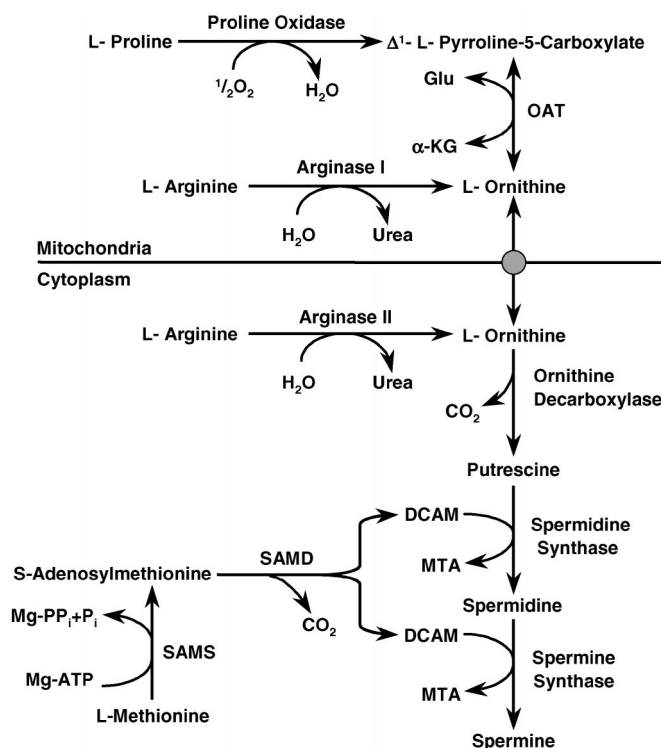 Proline Oxidase
L- Proline
Δ¹- L- Pyrroline-5-Carboxylate
¹/₂O₂
H₂O
Glu
OAT
α-KG
Arginase I
L- Arginine
L- Ornithine
H₂O
Urea
Mitochondria
Cytoplasm
Arginase II
L- Arginine
L- Ornithine
H₂O
Urea
Ornithine
Decarboxylase
CO₂
Putrescine
DCAM
Spermidine
Synthase
MTA
SAMD
S-Adenosylmethionine
CO₂
Spermidine
Mg-PPᵢ+Pᵢ
SAMS
Mg-ATP
L-Methionine
DCAM
Spermine
Synthase
MTA
Spermine